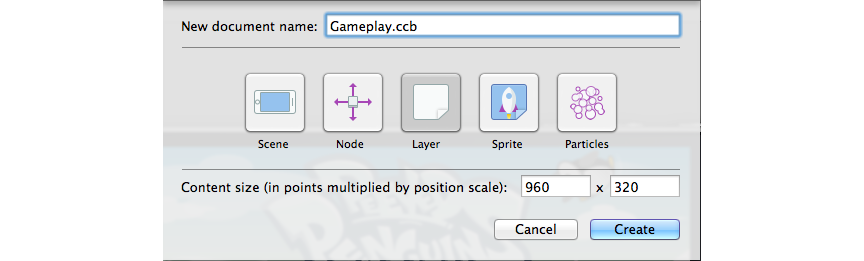 New document name: Gameplay.ccb
Scene Node Layer Sprite Particles
Content size (in points multiplied by position scale): 960 x 320
PENGUINS
Cancel Create